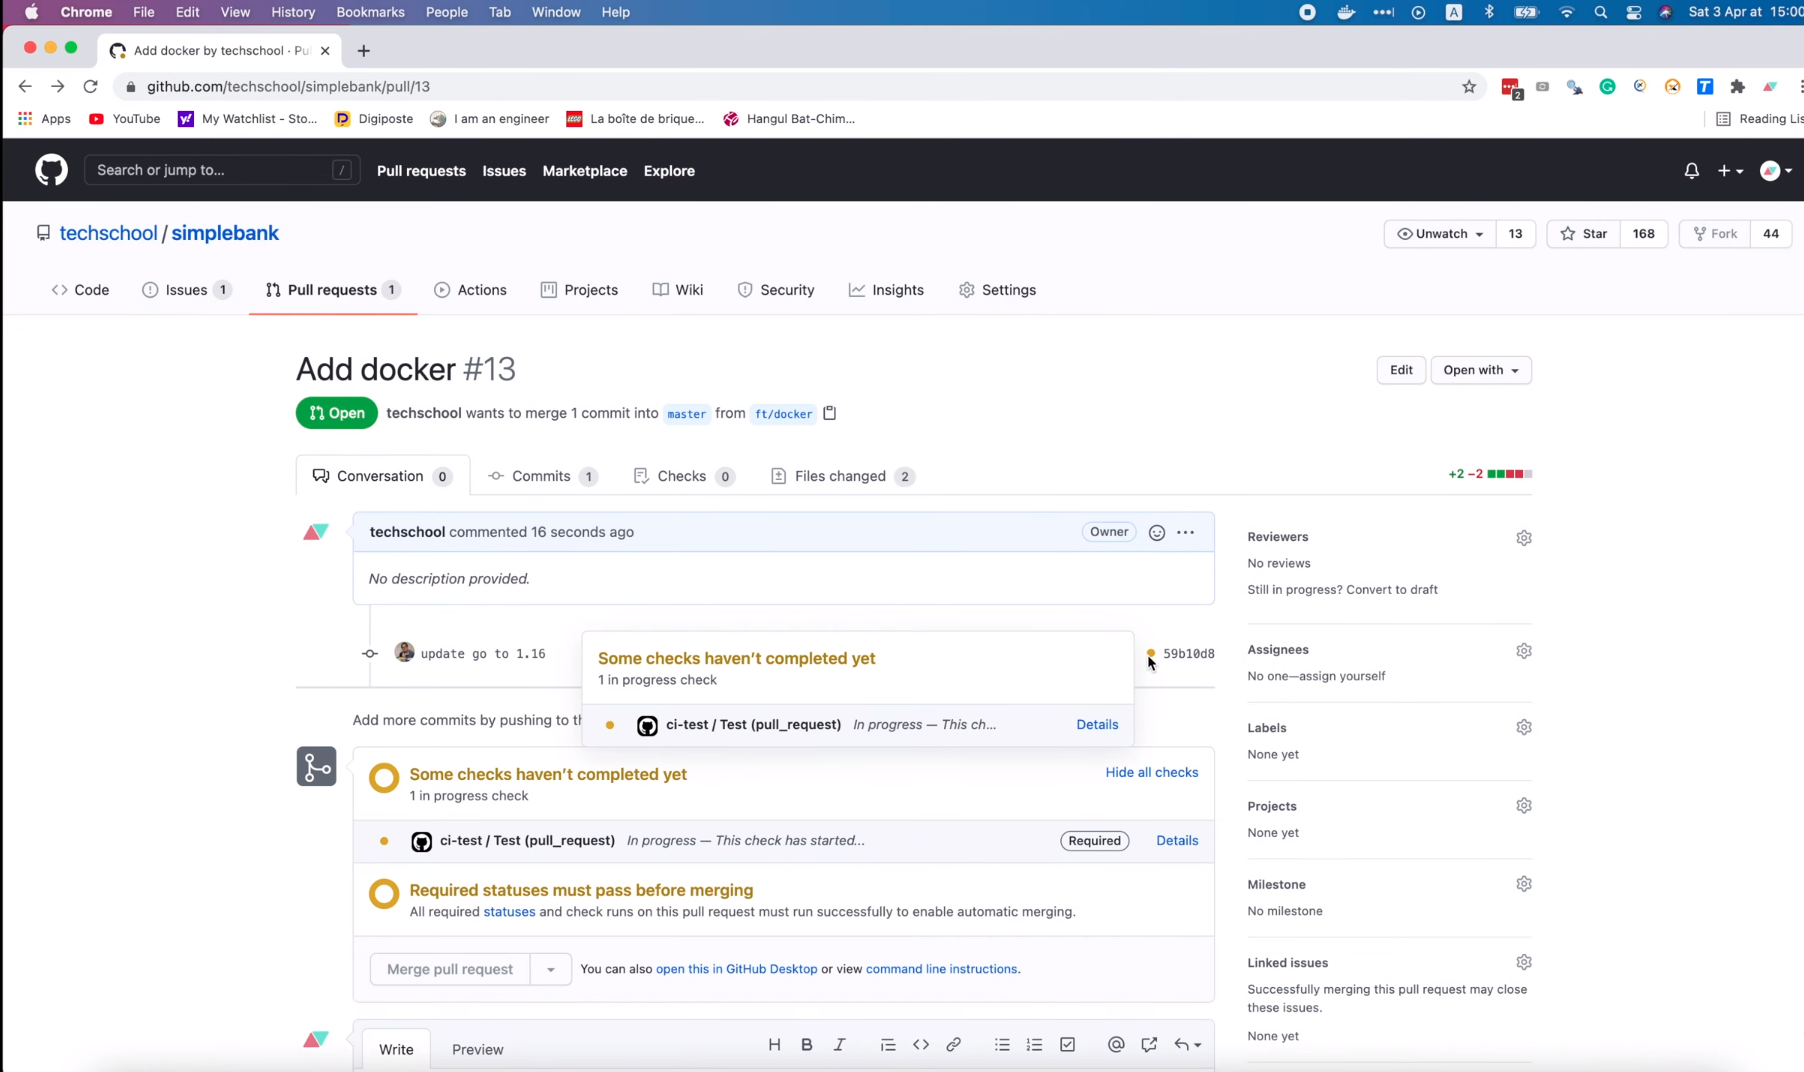 Chrome File Edit View History Bookmarks People Tab Window Help
A
Sat 3 Apr at 15:00
Add docker by techschool · Pu
github.com/techschool/simplebank/pull/13
2
T
Apps YouTube My Watchlist - Sto... Digiposte I am an engineer La boîte de brique... Hangul Bat-Chim...
Reading Lis
Search or jump to... /
Pull requests Issues Marketplace Explore
techschool / simplebank
Unwatch 13 Star 168 Fork 44
Code Issues 1 Pull requests 1 Actions Projects Wiki Security Insights Settings
Add docker #13
Edit Open with
Open techschool wants to merge 1 commit into master from ft/docker
Conversation 0 Commits 1 Checks 0 Files changed 2
+2 −2
techschool commented 16 seconds ago Owner
No description provided.
update go to 1.16
59b10d8
Some checks haven't completed yet
1 in progress check
ci-test / Test (pull_request) In progress — This ch... Details
Add more commits by pushing to th
Some checks haven't completed yet
1 in progress check
Hide all checks
ci-test / Test (pull_request) In progress — This check has started... Required Details
Required statuses must pass before merging
All required statuses and check runs on this pull request must run successfully to enable automatic merging.
Merge pull request
You can also open this in GitHub Desktop or view command line instructions.
Write Preview
H B I
Reviewers
No reviews
Still in progress? Convert to draft
Assignees
No one—assign yourself
Labels
None yet
Projects
None yet
Milestone
No milestone
Linked issues
Successfully merging this pull request may close
these issues.
None yet